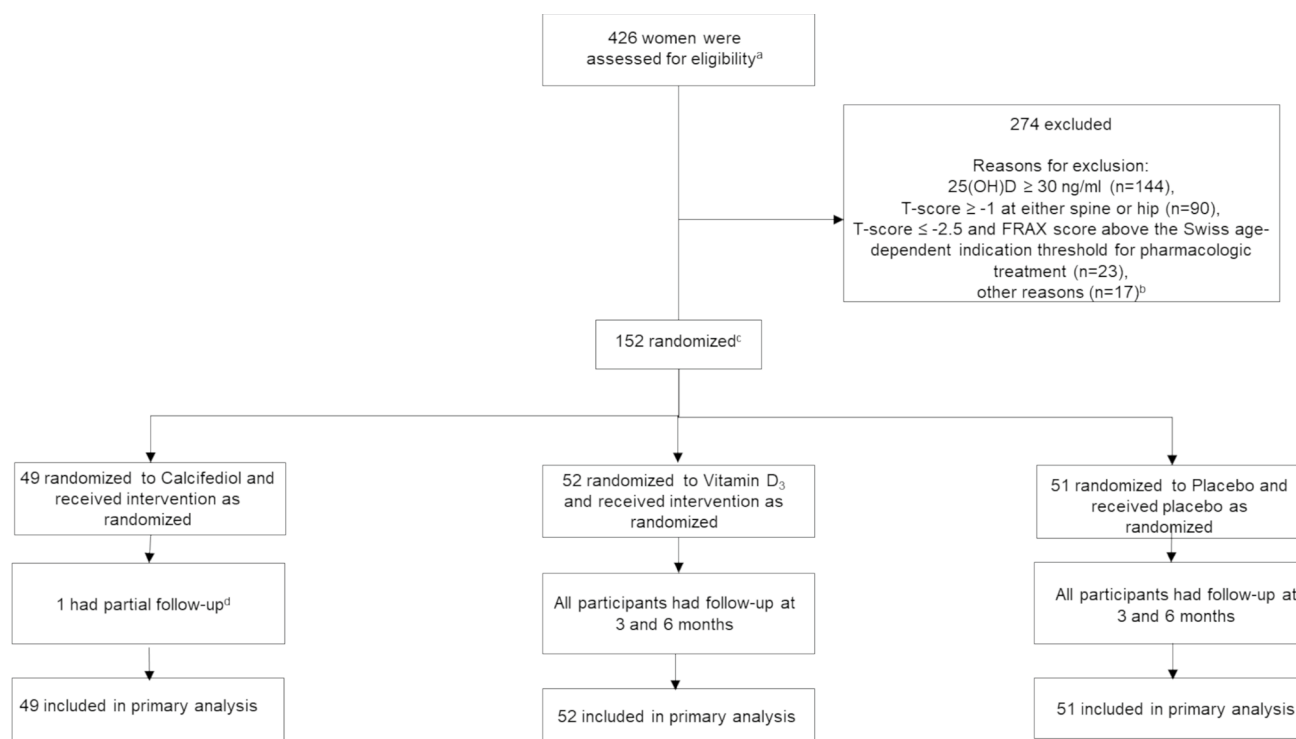 426 women were
assessed for eligibilityᵃ
274 excluded
Reasons for exclusion:
25(OH)D ≥ 30 ng/ml (n=144),
T-score ≥ -1 at either spine or hip (n=90),
T-score ≤ -2.5 and FRAX score above the Swiss age-
dependent indication threshold for pharmacologic
treatment (n=23),
other reasons (n=17)ᵇ
152 randomizedᶜ
49 randomized to Calcifediol and
received intervention as
randomized
52 randomized to Vitamin D₃
and received intervention as
randomized
51 randomized to Placebo and
received placebo as
randomized
1 had partial follow-upᵈ
All participants had follow-up at
3 and 6 months
All participants had follow-up at
3 and 6 months
49 included in primary analysis
52 included in primary analysis
51 included in primary analysis